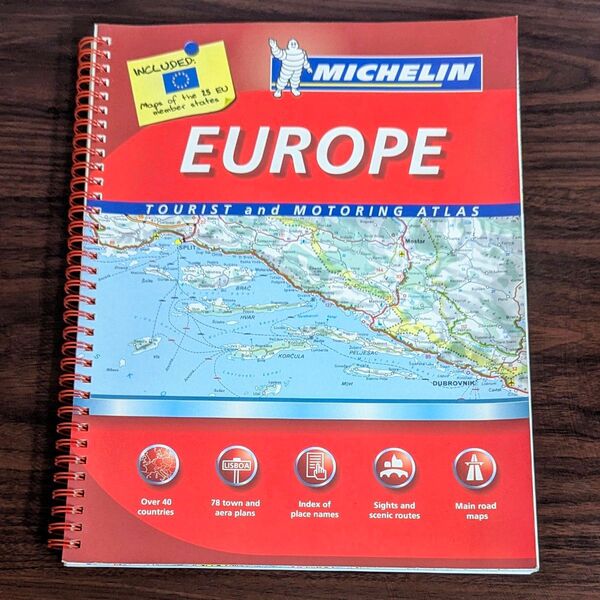 INCLUDED:
Maps of the 25 EU
member states
MICHELIN
EUROPE
TOURIST and MOTORING ATLAS
SPLIT
Mostar
BRAČ
HVAR
Vis
KORČULA
PELJEŠAC
Mljet
DUBROVNIK
LISBOA
Over 40
countries
78 town and
aera plans
Index of
place names
Sights and
scenic routes
Main road
maps